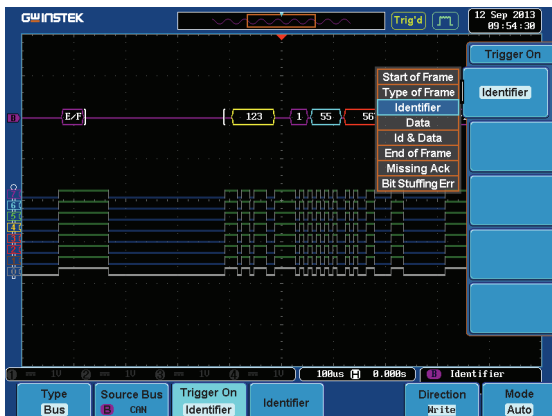 GWINSTEK
Trig'd
12 Sep 2013
09:54:30
Trigger On
Identifier
Start of Frame
Type of Frame
Identifier
Data
Id & Data
End of Frame
Missing Ack
Bit Stuffing Err
B E/F 123 1 55 56
1V 1V 1V 1V 100us H 0.000s B Identifier
Type Source Bus Trigger On Identifier Direction Mode
Bus B CAN Identifier Write Auto